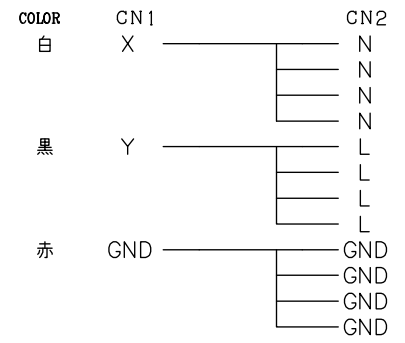 COLOR CN1 CN2
白 X N
N
N
N
黒 Y L
L
L
L
赤 GND GND
GND
GND
GND